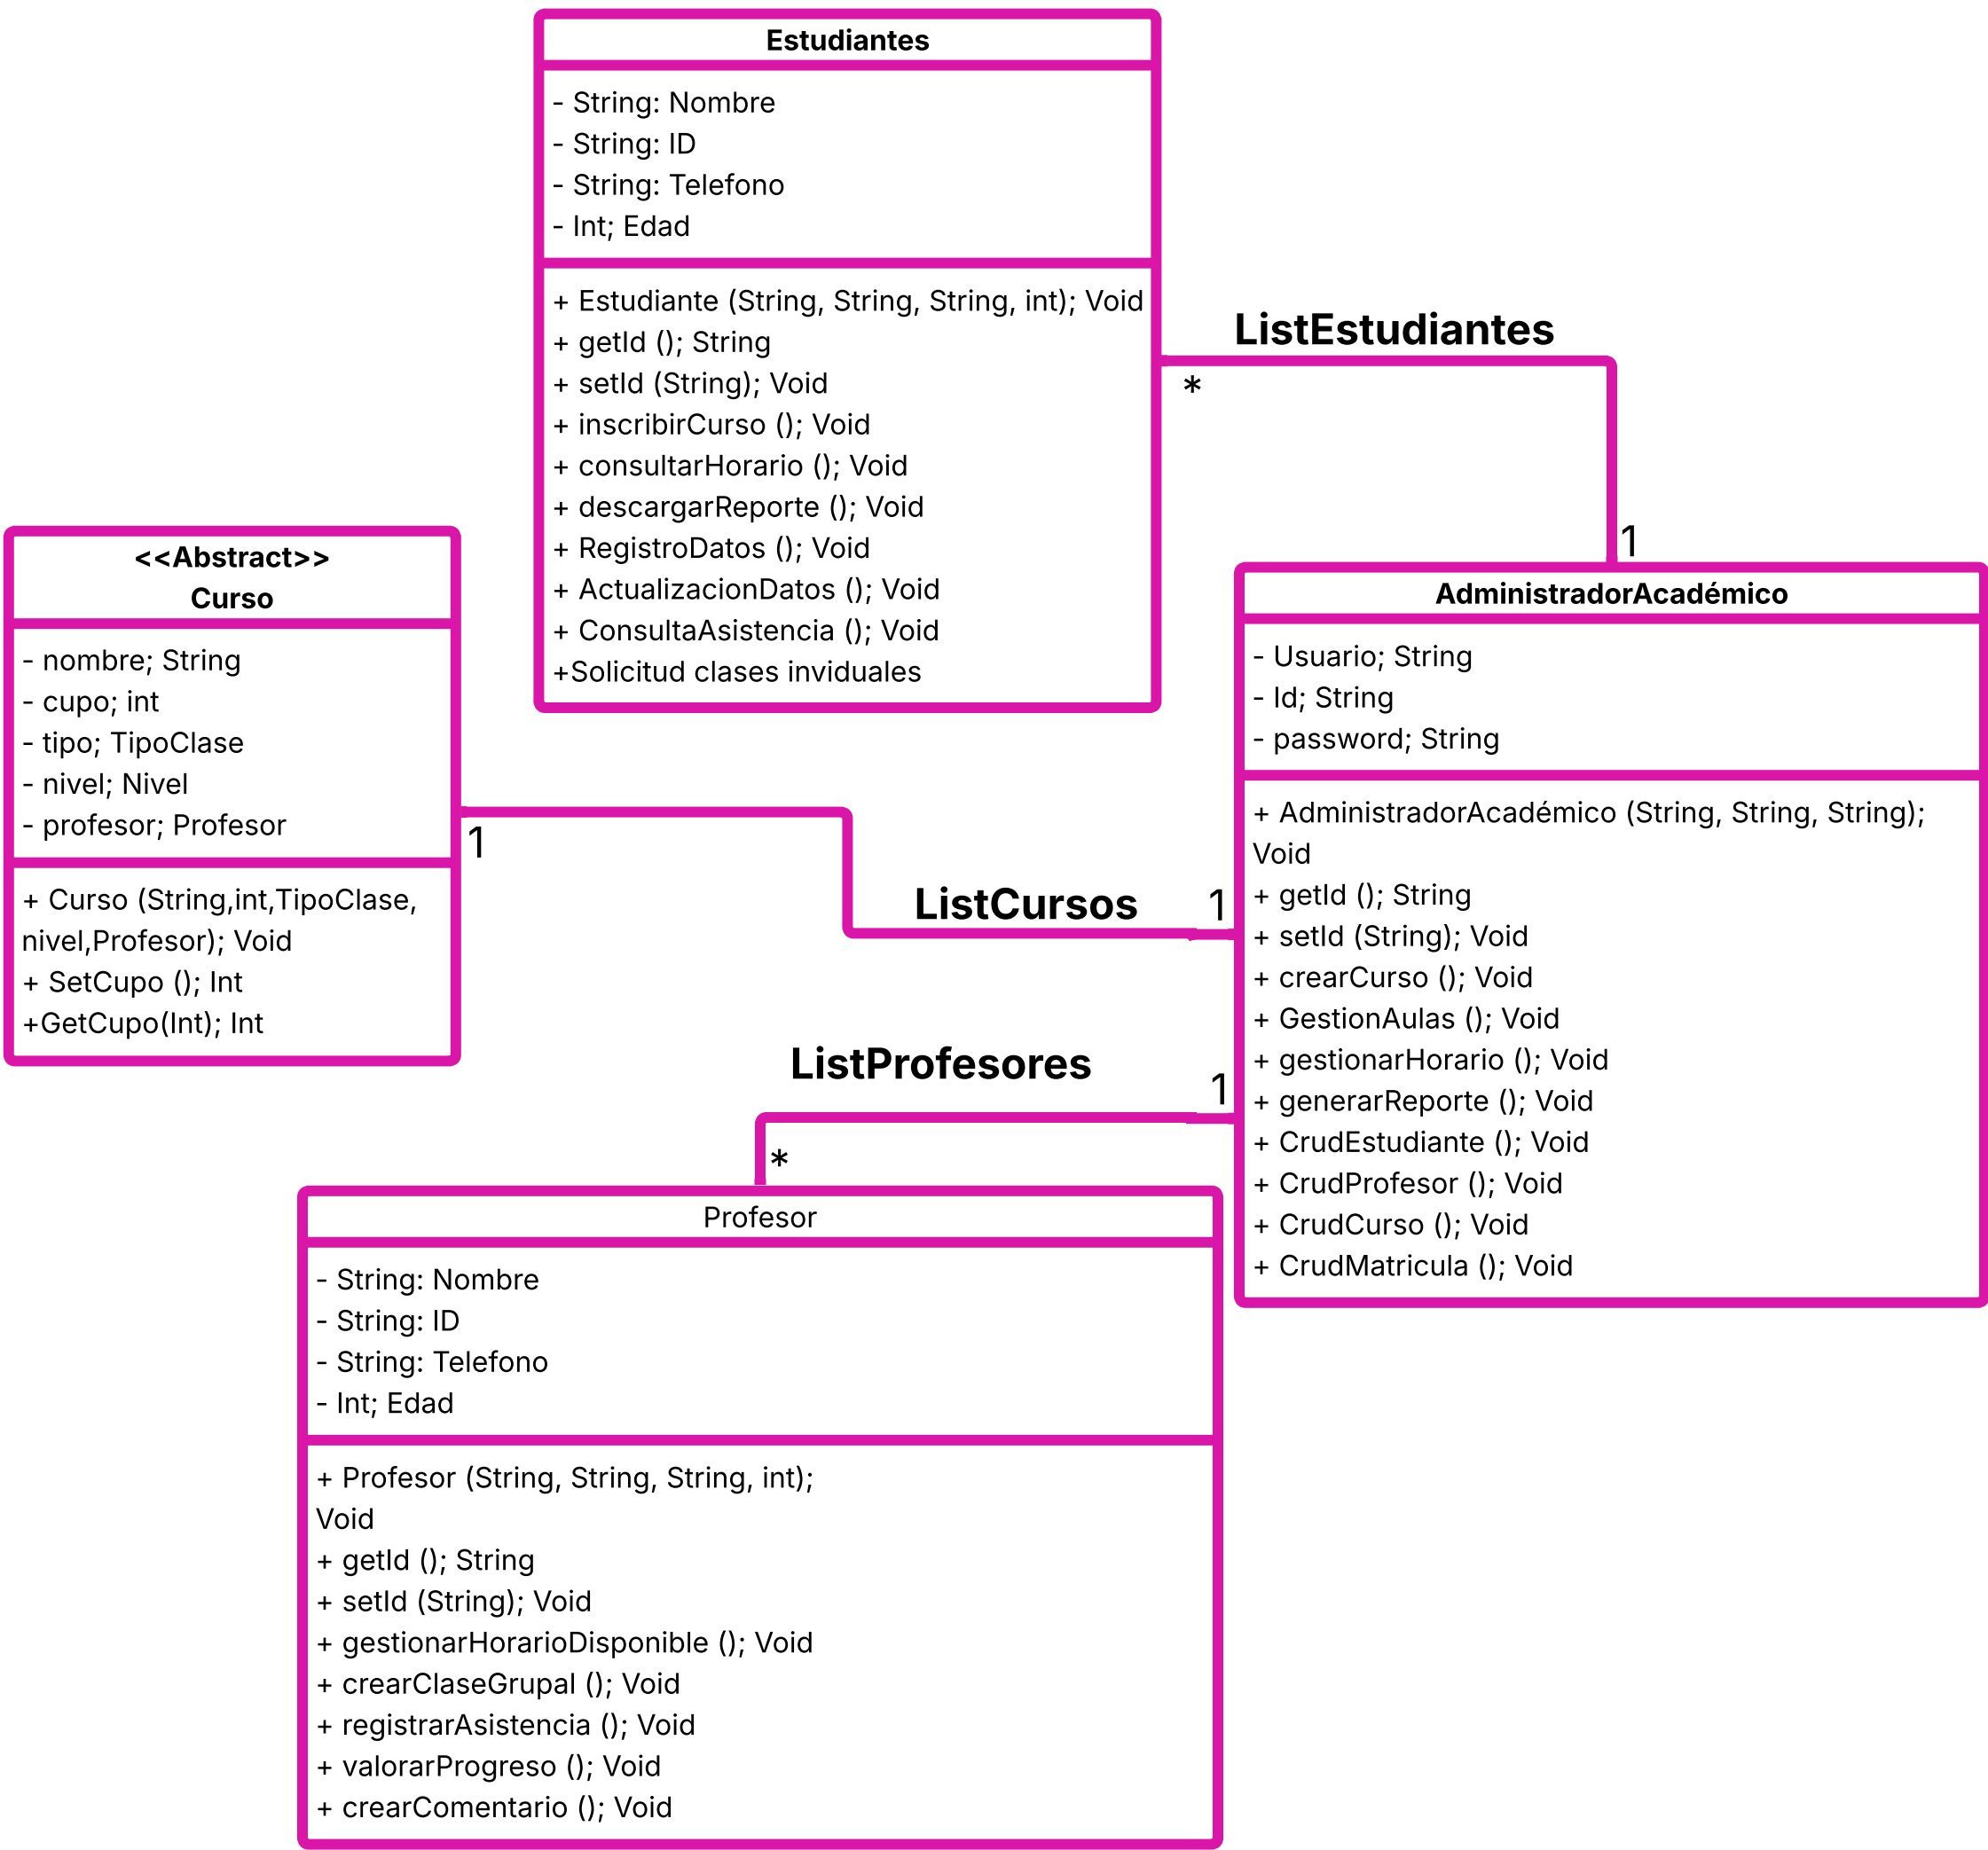 Estudiantes
- String: Nombre
- String: ID
- String: Telefono
- Int; Edad
+ Estudiante (String, String, String, int); Void
+ getId (); String
+ setId (String); Void
+ inscribirCurso (); Void
+ consultarHorario (); Void
+ descargarReporte (); Void
+ RegistroDatos (); Void
+ ActualizacionDatos (); Void
+ ConsultaAsistencia (); Void
+Solicitud clases inviduales
ListEstudiantes
*
1
<<Abstract>>
Curso
- nombre; String
- cupo; int
- tipo; TipoClase
- nivel; Nivel
- profesor; Profesor
+ Curso (String,int,TipoClase,
nivel,Profesor); Void
+ SetCupo (); Int
+GetCupo(Int); Int
1
ListCursos
1
AdministradorAcadémico
- Usuario; String
- Id; String
- password; String
+ AdministradorAcadémico (String, String, String);
Void
+ getId (); String
+ setId (String); Void
+ crearCurso (); Void
+ GestionAulas (); Void
+ gestionarHorario (); Void
+ generarReporte (); Void
+ CrudEstudiante (); Void
+ CrudProfesor (); Void
+ CrudCurso (); Void
+ CrudMatricula (); Void
ListProfesores
1
*
Profesor
- String: Nombre
- String: ID
- String: Telefono
- Int; Edad
+ Profesor (String, String, String, int);
Void
+ getId (); String
+ setId (String); Void
+ gestionarHorarioDisponible (); Void
+ crearClaseGrupal (); Void
+ registrarAsistencia (); Void
+ valorarProgreso (); Void
+ crearComentario (); Void